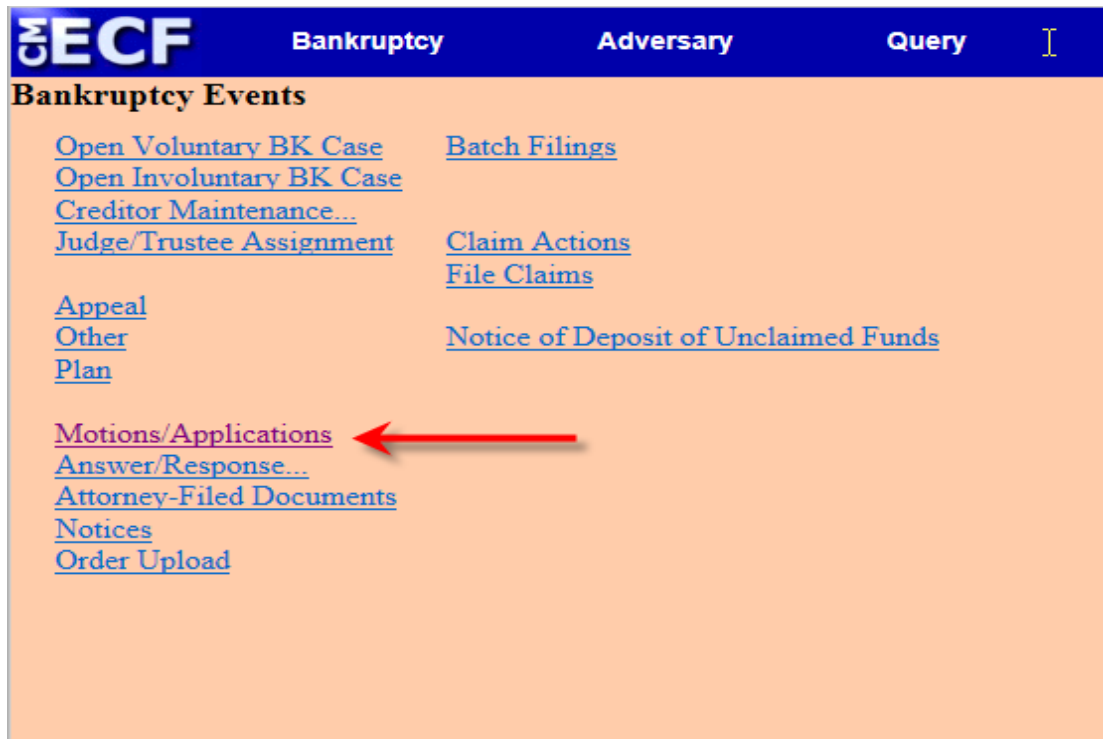 CM ECF Bankruptcy Adversary Query
Bankruptcy Events
Open Voluntary BK Case Batch Filings
Open Involuntary BK Case
Creditor Maintenance...
Judge/Trustee Assignment Claim Actions
File Claims
Appeal
Other Notice of Deposit of Unclaimed Funds
Plan
Motions/Applications
Answer/Response...
Attorney-Filed Documents
Notices
Order Upload